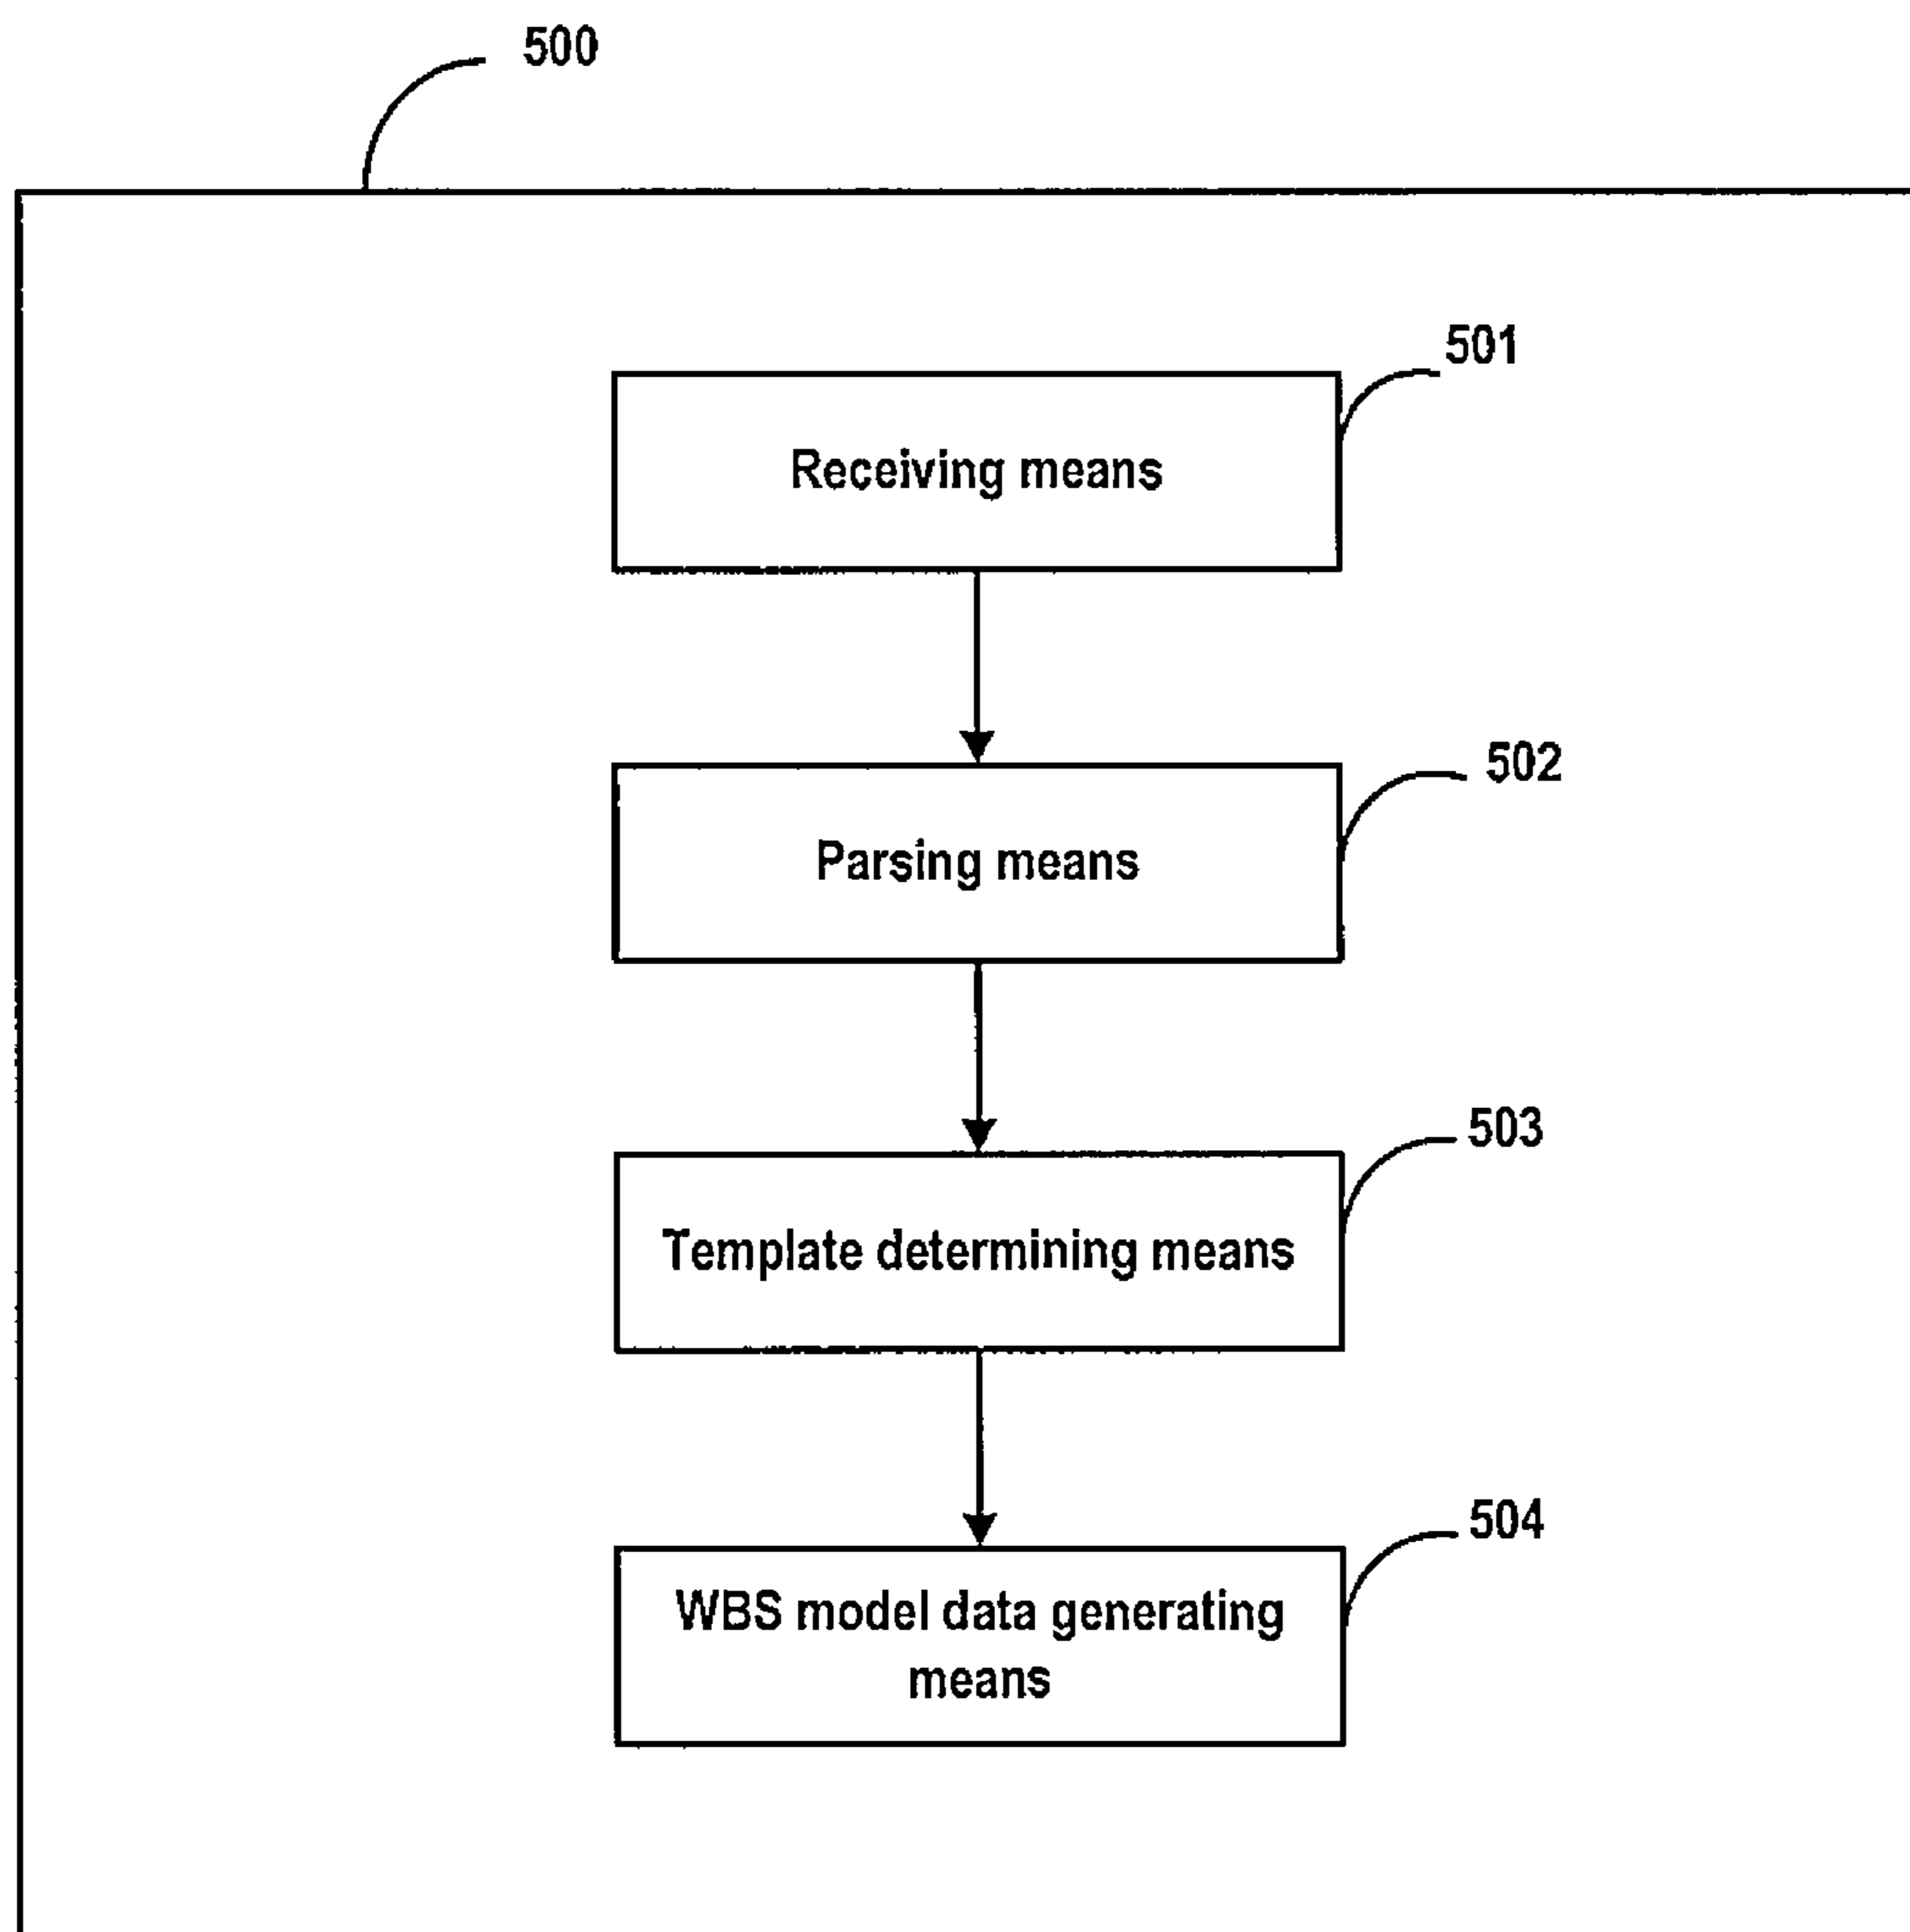 500
501
Receiving means
502
Parsing means
503
Template determining means
504
WBS model data generating
means